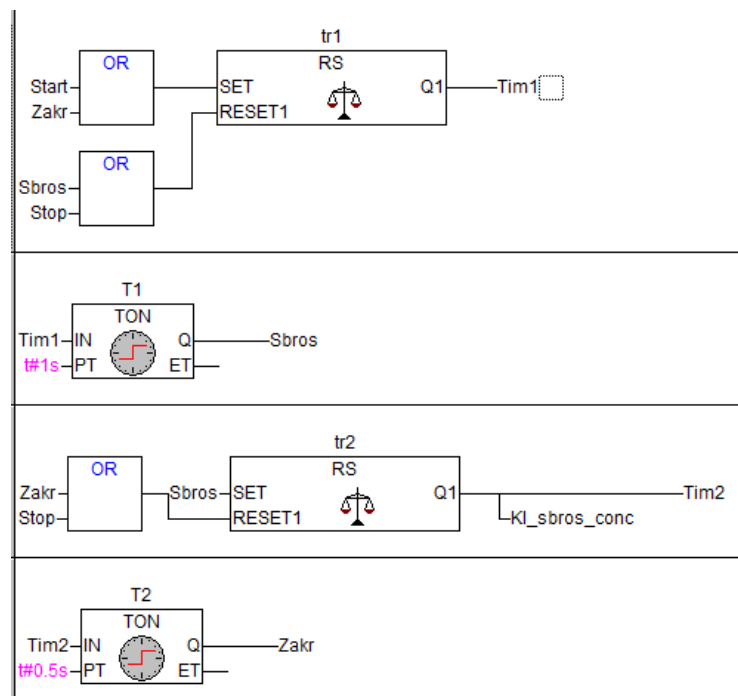 tr1
OR RS
Start SET Q1 Tim1
Zakr RESET1
OR
Sbros
Stop
T1
TON
Tim1 IN Q Sbros
t#1s PT ET
tr2
OR RS
Zakr Sbros SET Q1 Tim2
Stop RESET1 Kl_sbros_conc
T2
TON
Tim2 IN Q Zakr
t#0.5s PT ET